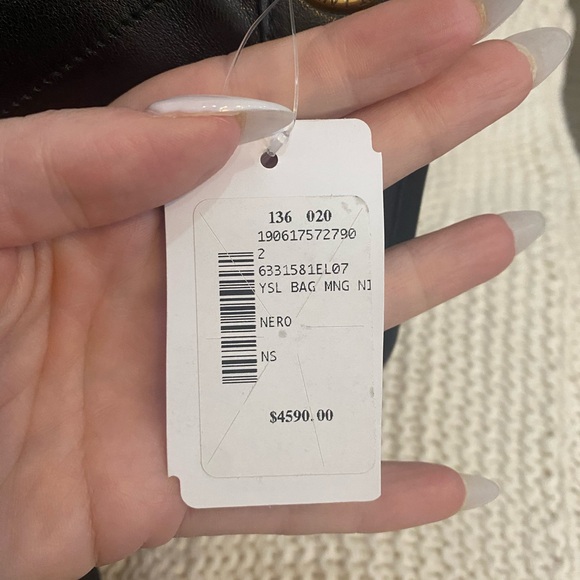 136 020
190617572790
2
6331581EL07
YSL BAG MNG NI
NERO
NS
$4590.00